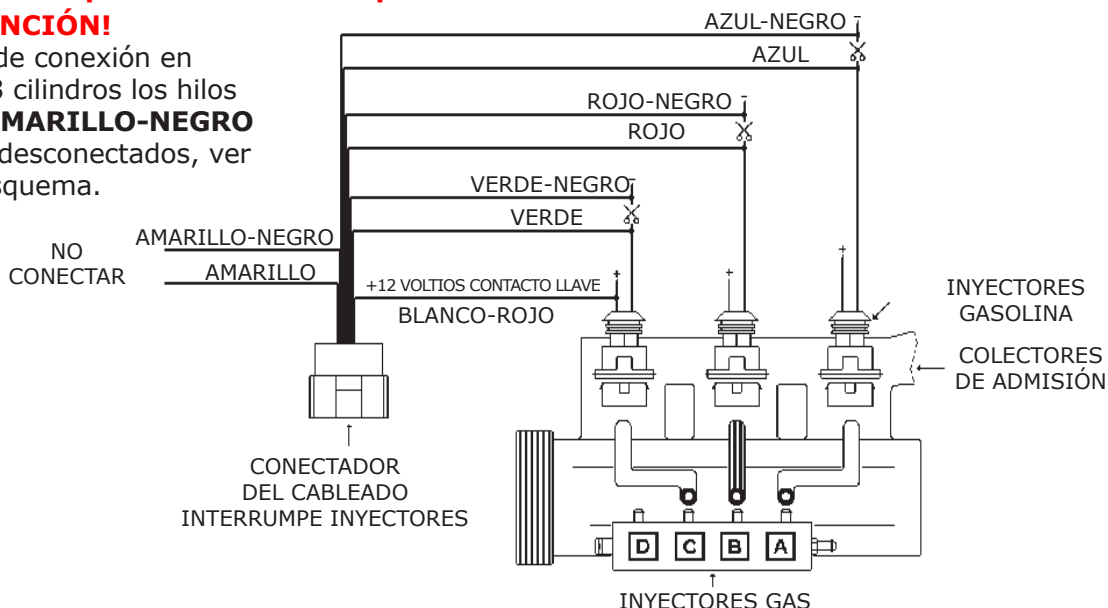 NCIÓN!
de conexión en
3 cilindros los hilos
MARILLO-NEGRO
desconectados, ver
squema.
AZUL-NEGRO -
AZUL
ROJO-NEGRO -
ROJO
VERDE-NEGRO -
VERDE
AMARILLO-NEGRO
NO
CONECTAR
AMARILLO
+12 VOLTIOS CONTACTO LLAVE
BLANCO-ROJO
+ + +
INYECTORES
GASOLINA
COLECTORES
DE ADMISIÓN
CONECTADOR
DEL CABLEADO
INTERRUMPE INYECTORES
D C B A
INYECTORES GAS